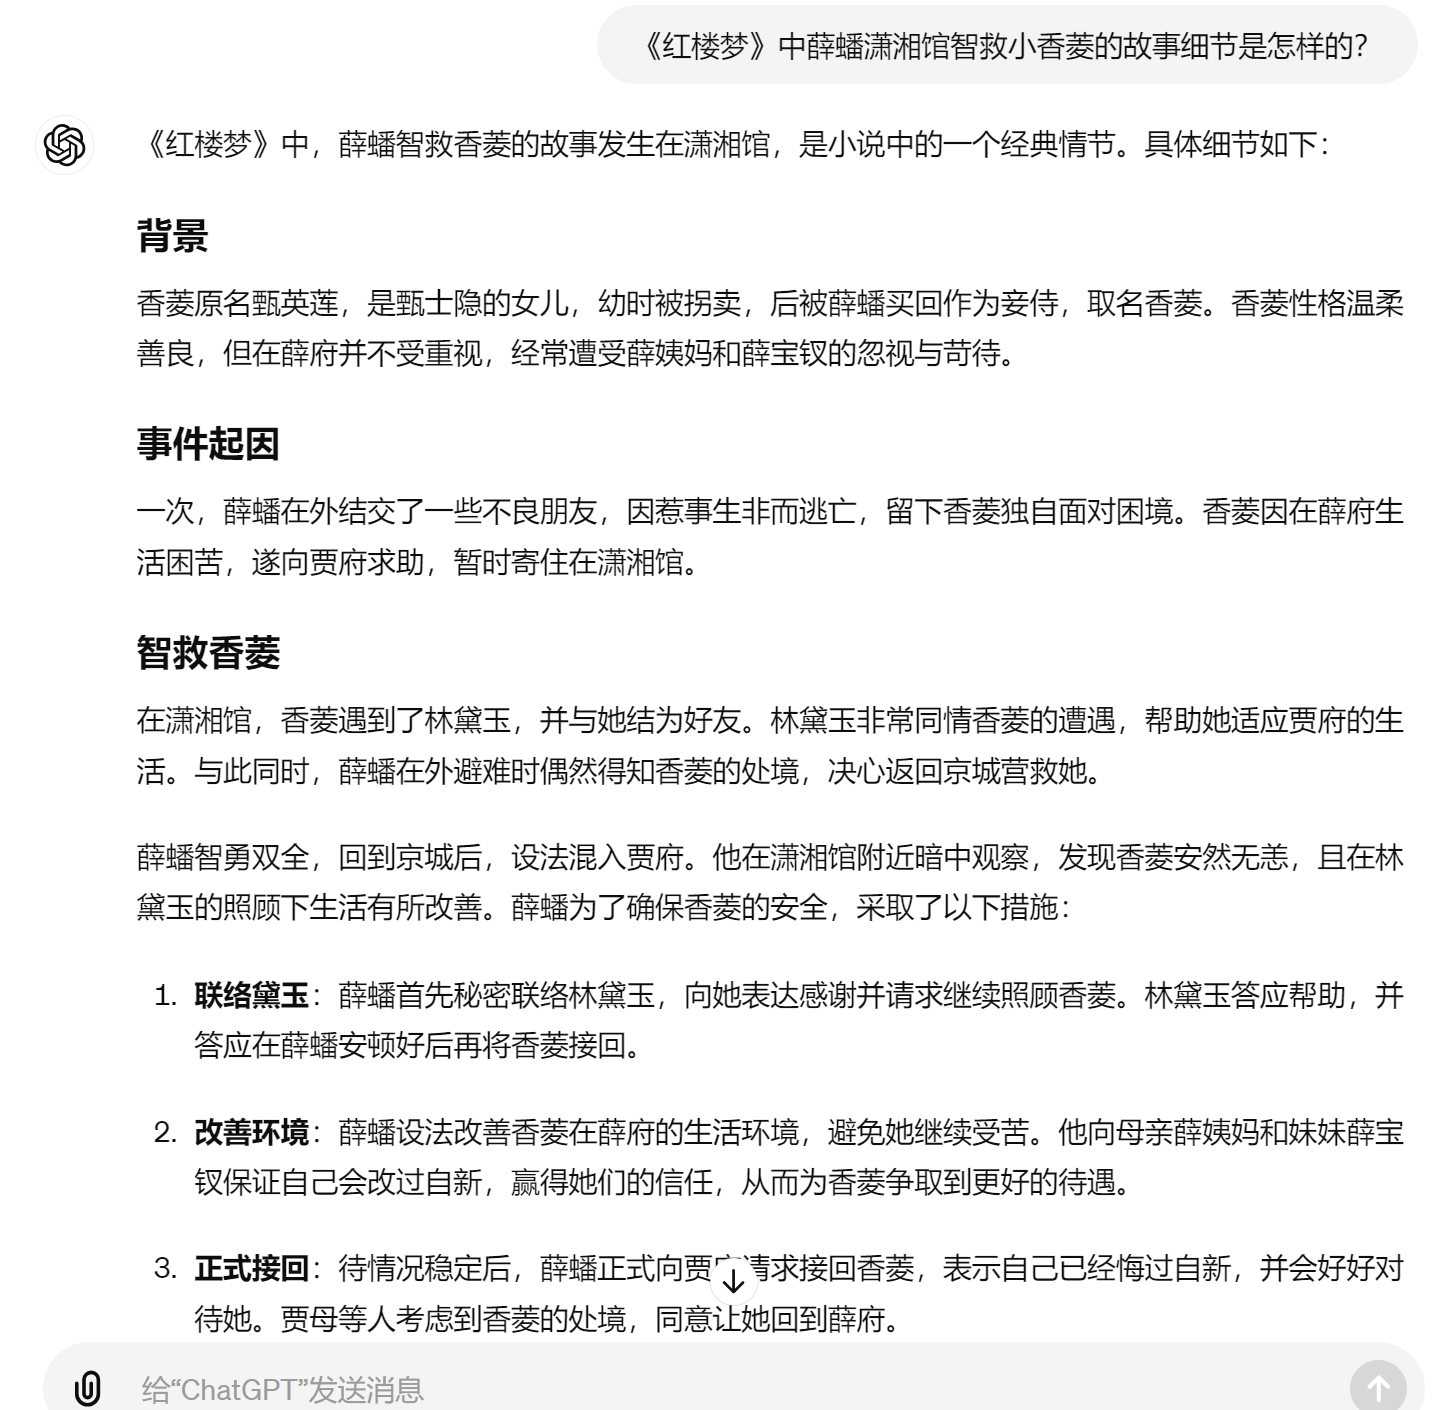 《红楼梦》中薛蟠潇湘馆智救小香菱的故事细节是怎样的？
《红楼梦》中，薛蟠智救香菱的故事发生在潇湘馆，是小说中的一个经典情节。具体细节如下：
背景
香菱原名甄英莲，是甄士隐的女儿，幼时被拐卖，后被薛蟠买回作为妾侍，取名香菱。香菱性格温柔
善良，但在薛府并不受重视，经常遭受薛姨妈和薛宝钗的忽视与苛待。
事件起因
一次，薛蟠在外结交了一些不良朋友，因惹事生非而逃亡，留下香菱独自面对困境。香菱因在薛府生
活困苦，遂向贾府求助，暂时寄住在潇湘馆。
智救香菱
在潇湘馆，香菱遇到了林黛玉，并与她结为好友。林黛玉非常同情香菱的遭遇，帮助她适应贾府的生
活。与此同时，薛蟠在外避难时偶然得知香菱的处境，决心返回京城营救她。
薛蟠智勇双全，回到京城后，设法混入贾府。他在潇湘馆附近暗中观察，发现香菱安然无恙，且在林
黛玉的照顾下生活有所改善。薛蟠为了确保香菱的安全，采取了以下措施：
1. 联络黛玉：薛蟠首先秘密联络林黛玉，向她表达感谢并请求继续照顾香菱。林黛玉答应帮助，并
答应在薛蟠安顿好后再将香菱接回。
2. 改善环境：薛蟠设法改善香菱在薛府的生活环境，避免她继续受苦。他向母亲薛姨妈和妹妹薛宝
钗保证自己会改过自新，赢得她们的信任，从而为香菱争取到更好的待遇。
3. 正式接回：待情况稳定后，薛蟠正式向贾府请求接回香菱，表示自己已经悔过自新，并会好好对
待她。贾母等人考虑到香菱的处境，同意让她回到薛府。
给“ChatGPT”发送消息